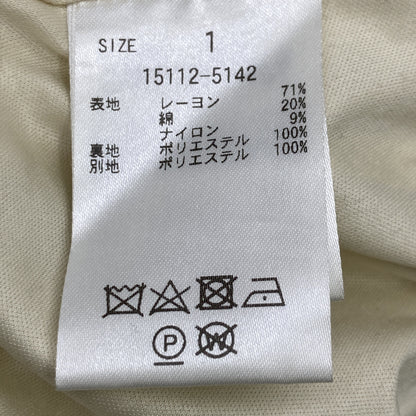 SIZE 1
15112-5142
表地 レーヨン 71%
綿 20%
ナイロン 9%
裏地 ポリエステル 100%
別地 ポリエステル 100%
P W